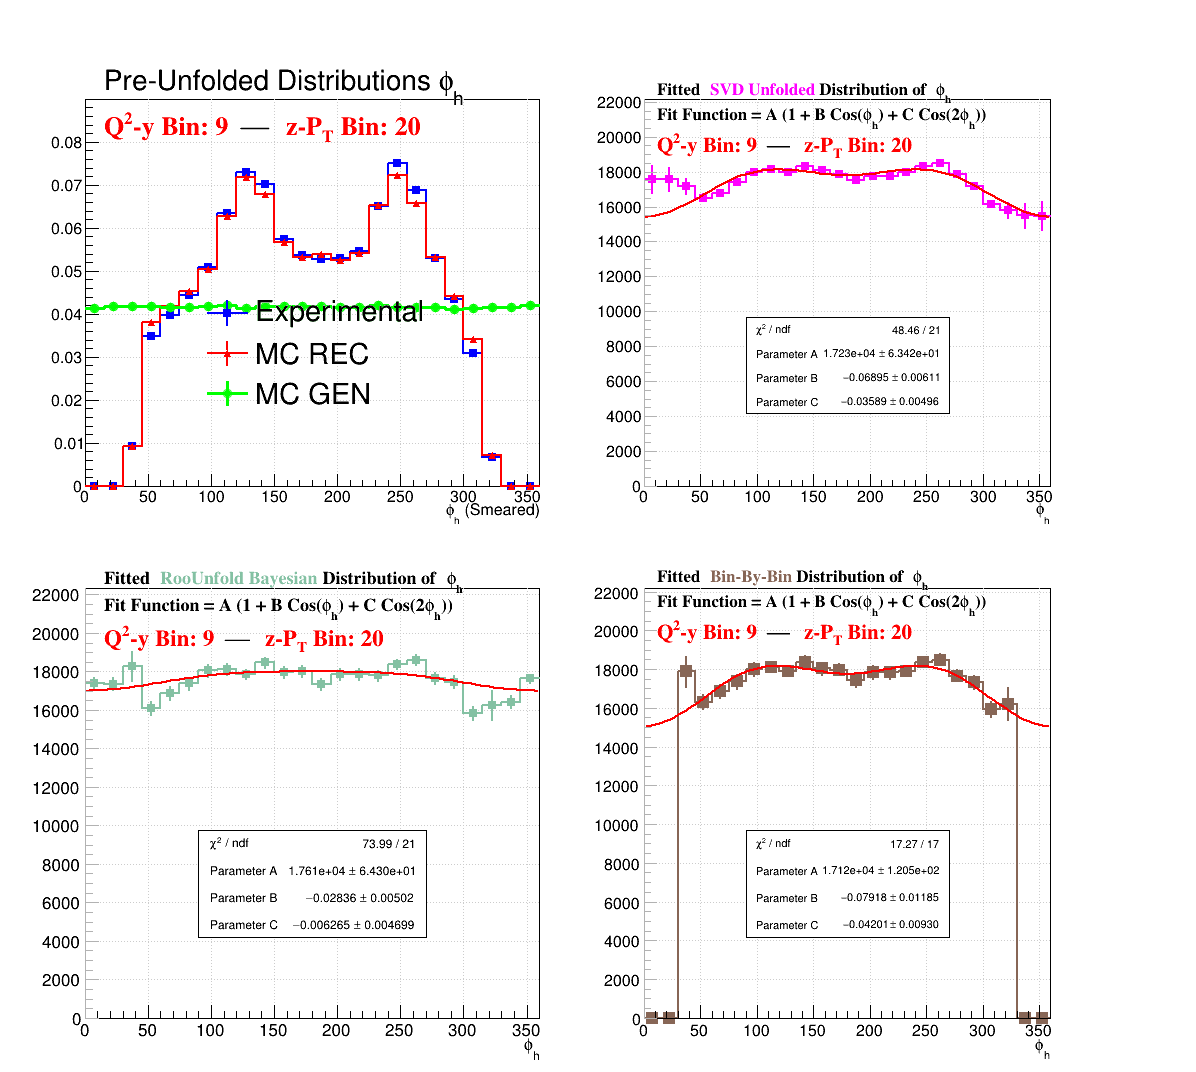 Pre-Unfolded Distributions ϕh
Q2-y Bin: 9 — z-PT Bin: 20
0.08
0.07
0.06
0.05
0.04
0.03
0.02
0.01
0
Experimental
MC REC
MC GEN
0 50 100 150 200 250 300 350
ϕh (Smeared)
Fitted SVD Unfolded Distribution of ϕh
Fit Function = A (1 + B Cos(ϕh) + C Cos(2ϕh))
Q2-y Bin: 9 — z-PT Bin: 20
22000
20000
18000
16000
14000
12000
10000
8000
6000
4000
2000
0
χ2 / ndf 48.46 / 21
Parameter A 1.723e+04 ± 6.342e+01
Parameter B −0.06895 ± 0.00611
Parameter C −0.03589 ± 0.00496
0 50 100 150 200 250 300 350
ϕh
Fitted RooUnfold Bayesian Distribution of ϕh
Fit Function = A (1 + B Cos(ϕh) + C Cos(2ϕh))
Q2-y Bin: 9 — z-PT Bin: 20
22000
20000
18000
16000
14000
12000
10000
8000
6000
4000
2000
0
χ2 / ndf 73.99 / 21
Parameter A 1.761e+04 ± 6.430e+01
Parameter B −0.02836 ± 0.00502
Parameter C −0.006265 ± 0.004699
0 50 100 150 200 250 300 350
ϕh
Fitted Bin-By-Bin Distribution of ϕh
Fit Function = A (1 + B Cos(ϕh) + C Cos(2ϕh))
Q2-y Bin: 9 — z-PT Bin: 20
22000
20000
18000
16000
14000
12000
10000
8000
6000
4000
2000
0
χ2 / ndf 17.27 / 17
Parameter A 1.712e+04 ± 1.205e+02
Parameter B −0.07918 ± 0.01185
Parameter C −0.04201 ± 0.00930
0 50 100 150 200 250 300 350
ϕh